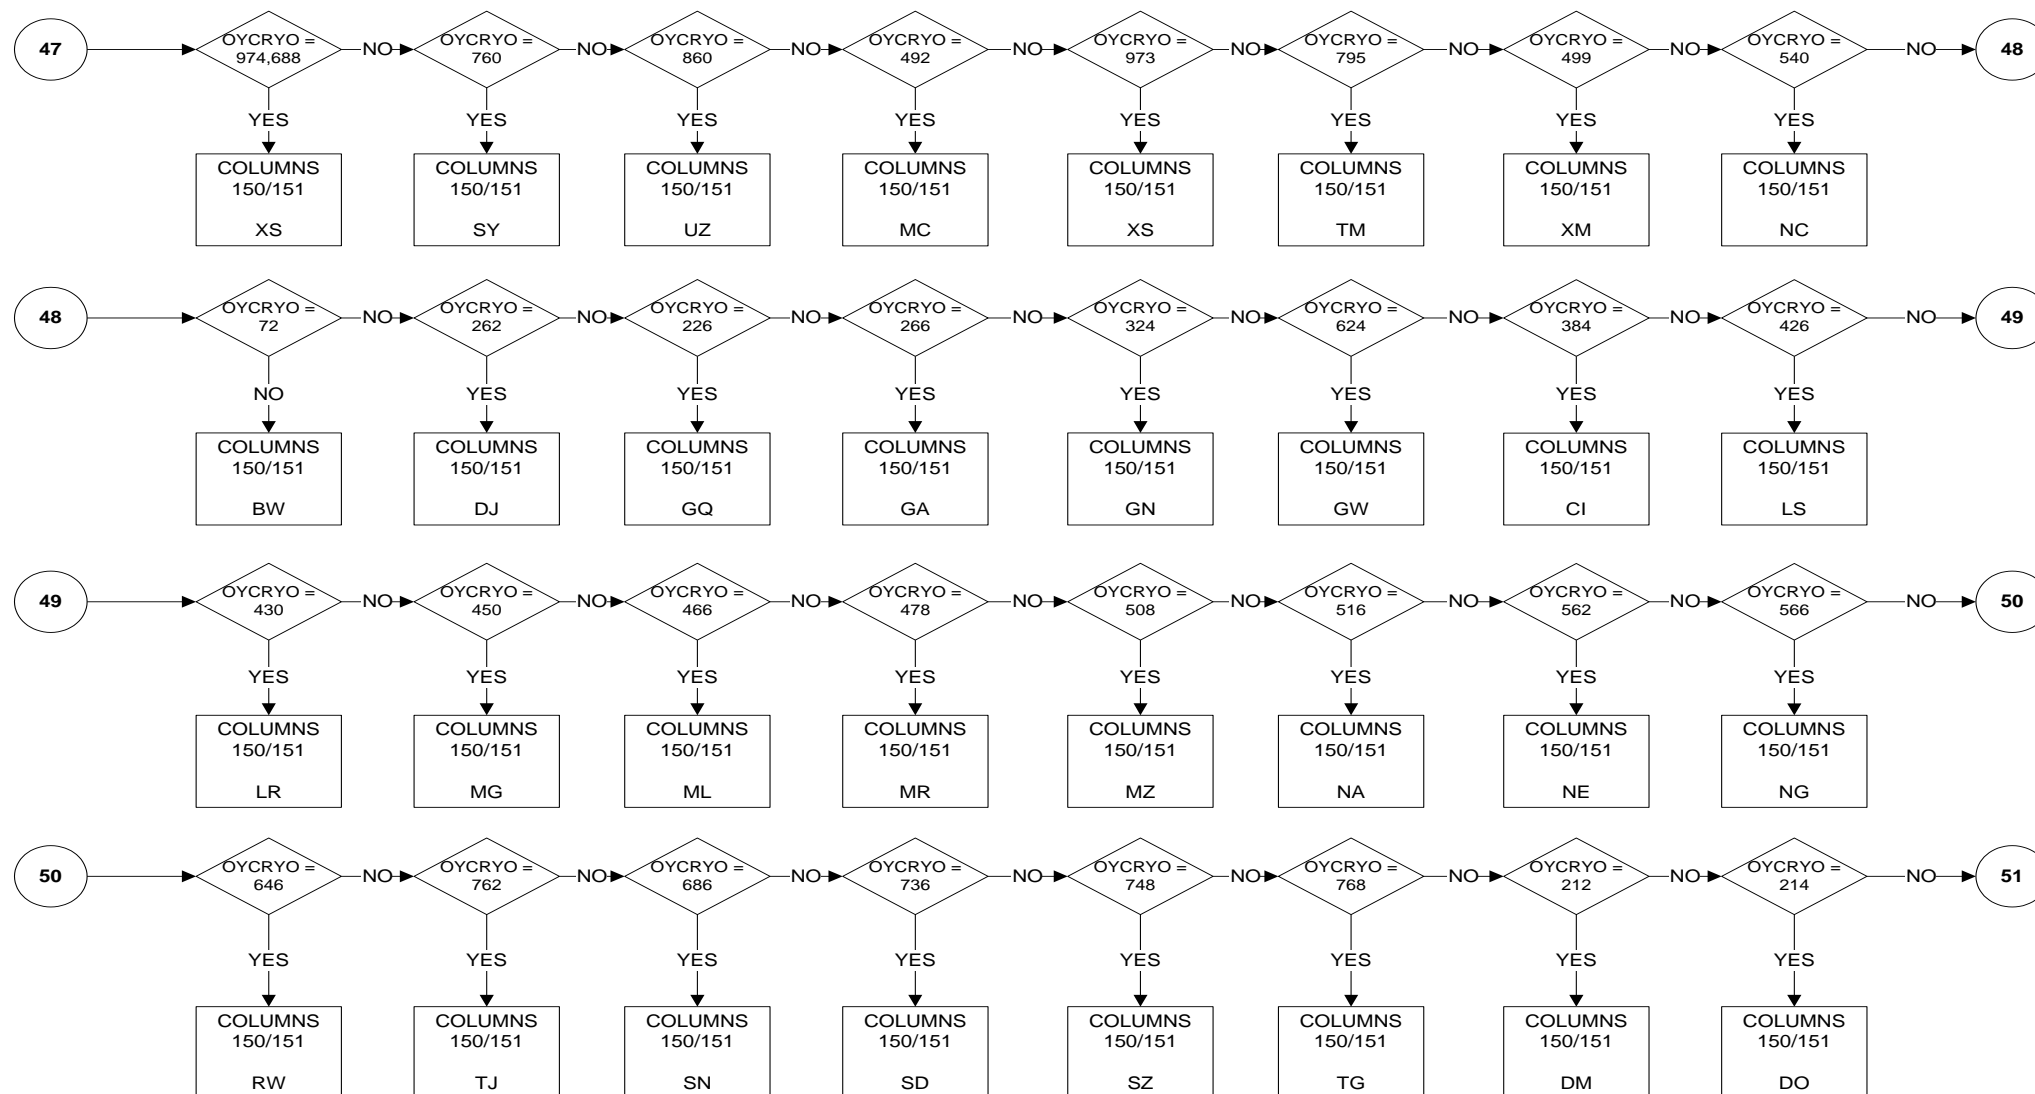 47
OYCRYO =
974,688
NO
OYCRYO =
760
NO
OYCRYO =
860
NO
OYCRYO =
492
NO
OYCRYO =
973
NO
OYCRYO =
795
NO
OYCRYO =
499
NO
OYCRYO =
540
NO
48
YES
YES
YES
YES
YES
YES
YES
YES
COLUMNS
150/151
XS
COLUMNS
150/151
SY
COLUMNS
150/151
UZ
COLUMNS
150/151
MC
COLUMNS
150/151
XS
COLUMNS
150/151
TM
COLUMNS
150/151
XM
COLUMNS
150/151
NC
48
OYCRYO =
72
NO
OYCRYO =
262
NO
OYCRYO =
226
NO
OYCRYO =
266
NO
OYCRYO =
324
NO
OYCRYO =
624
NO
OYCRYO =
384
NO
OYCRYO =
426
NO
49
NO
YES
YES
YES
YES
YES
YES
YES
COLUMNS
150/151
BW
COLUMNS
150/151
DJ
COLUMNS
150/151
GQ
COLUMNS
150/151
GA
COLUMNS
150/151
GN
COLUMNS
150/151
GW
COLUMNS
150/151
CI
COLUMNS
150/151
LS
49
OYCRYO =
430
NO
OYCRYO =
450
NO
OYCRYO =
466
NO
OYCRYO =
478
NO
OYCRYO =
508
NO
OYCRYO =
516
NO
OYCRYO =
562
NO
OYCRYO =
566
NO
50
YES
YES
YES
YES
YES
YES
YES
YES
COLUMNS
150/151
LR
COLUMNS
150/151
MG
COLUMNS
150/151
ML
COLUMNS
150/151
MR
COLUMNS
150/151
MZ
COLUMNS
150/151
NA
COLUMNS
150/151
NE
COLUMNS
150/151
NG
50
OYCRYO =
646
NO
OYCRYO =
762
NO
OYCRYO =
686
NO
OYCRYO =
736
NO
OYCRYO =
748
NO
OYCRYO =
768
NO
OYCRYO =
212
NO
OYCRYO =
214
NO
51
YES
YES
YES
YES
YES
YES
YES
YES
COLUMNS
150/151
RW
COLUMNS
150/151
TJ
COLUMNS
150/151
SN
COLUMNS
150/151
SD
COLUMNS
150/151
SZ
COLUMNS
150/151
TG
COLUMNS
150/151
DM
COLUMNS
150/151
DO